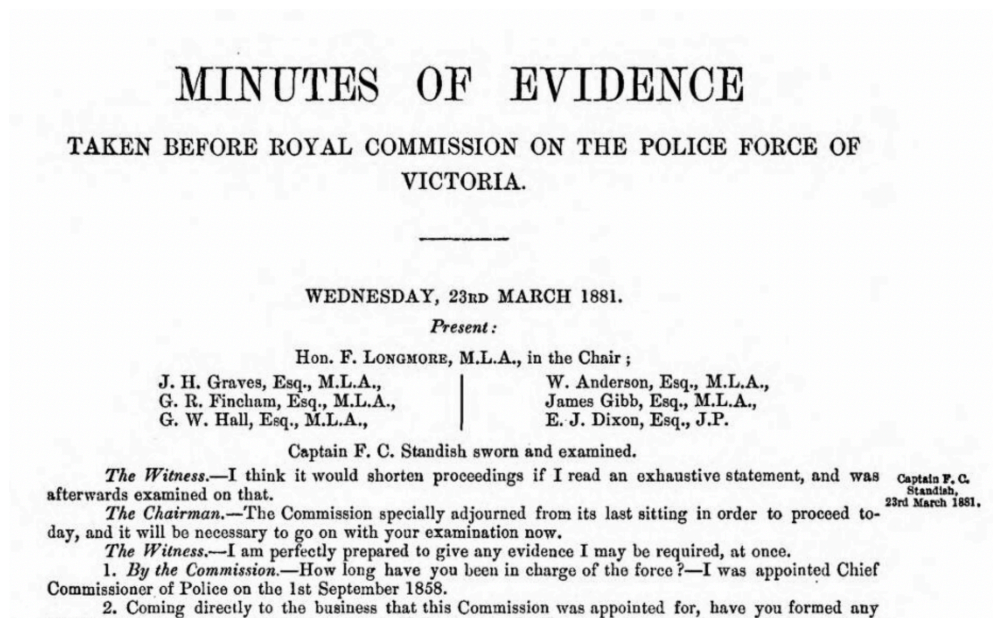 MINUTES OF EVIDENCE
TAKEN BEFORE ROYAL COMMISSION ON THE POLICE FORCE OF
VICTORIA.
WEDNESDAY, 23RD MARCH 1881.
Present:
Hon. F. LONGMORE, M.L.A., in the Chair;
J. H. Graves, Esq., M.L.A.,
G. R. Fincham, Esq., M.L.A.,
G. W. Hall, Esq., M.L.A.,
W. Anderson, Esq., M.L.A.,
James Gibb, Esq., M.L.A.,
E. J. Dixon, Esq., J.P.
Captain F. C. Standish sworn and examined.
The Witness.—I think it would shorten proceedings if I read an exhaustive statement, and was
afterwards examined on that.
Captain F. C.
Standish,
23rd March 1881.
The Chairman.—The Commission specially adjourned from its last sitting in order to proceed to-
day, and it will be necessary to go on with your examination now.
The Witness.—I am perfectly prepared to give any evidence I may be required, at once.
1. By the Commission.—How long have you been in charge of the force?—I was appointed Chief
Commissioner of Police on the 1st September 1858.
2. Coming directly to the business that this Commission was appointed for, have you formed any